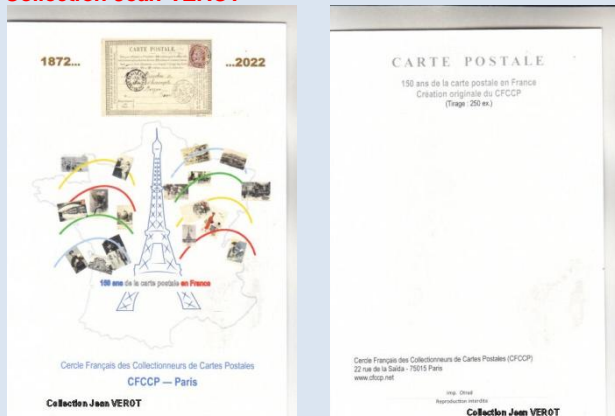 Collection Jean VEROT
1872...
...2022
CARTE POSTALE
150 ans de la carte postale en France
Cercle Français des Collectionneurs de Cartes Postales
CFCCP — Paris
Collection Jean VEROT
CARTE POSTALE
150 ans de la carte postale en France
Création originale du CFCCP
(Tirage : 250 ex.)
Cercle Français des Collectionneurs de Cartes Postales (CFCCP)
22 rue de la Saïda - 75015 Paris
www.cfccp.net
Reproduction interdite
Collection Jean VEROT